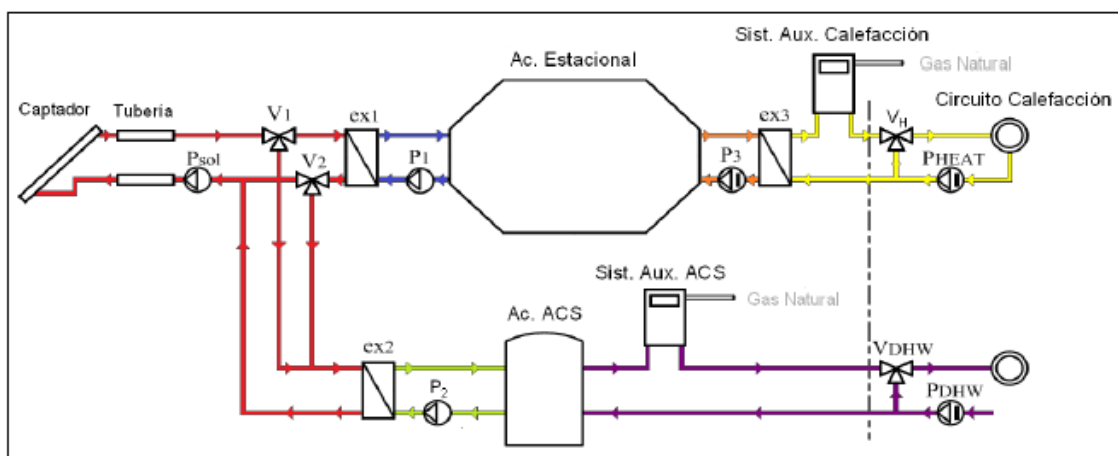 Sist. Aux. Calefacción
Gas Natural
Ac. Estacional
Circuito Calefacción
Captador
Tubería
V1
ex1
ex3
VH
Psol
V2
P1
P3
PHEAT
Sist. Aux. ACS
Gas Natural
Ac. ACS
ex2
VDHW
P2
PDHW